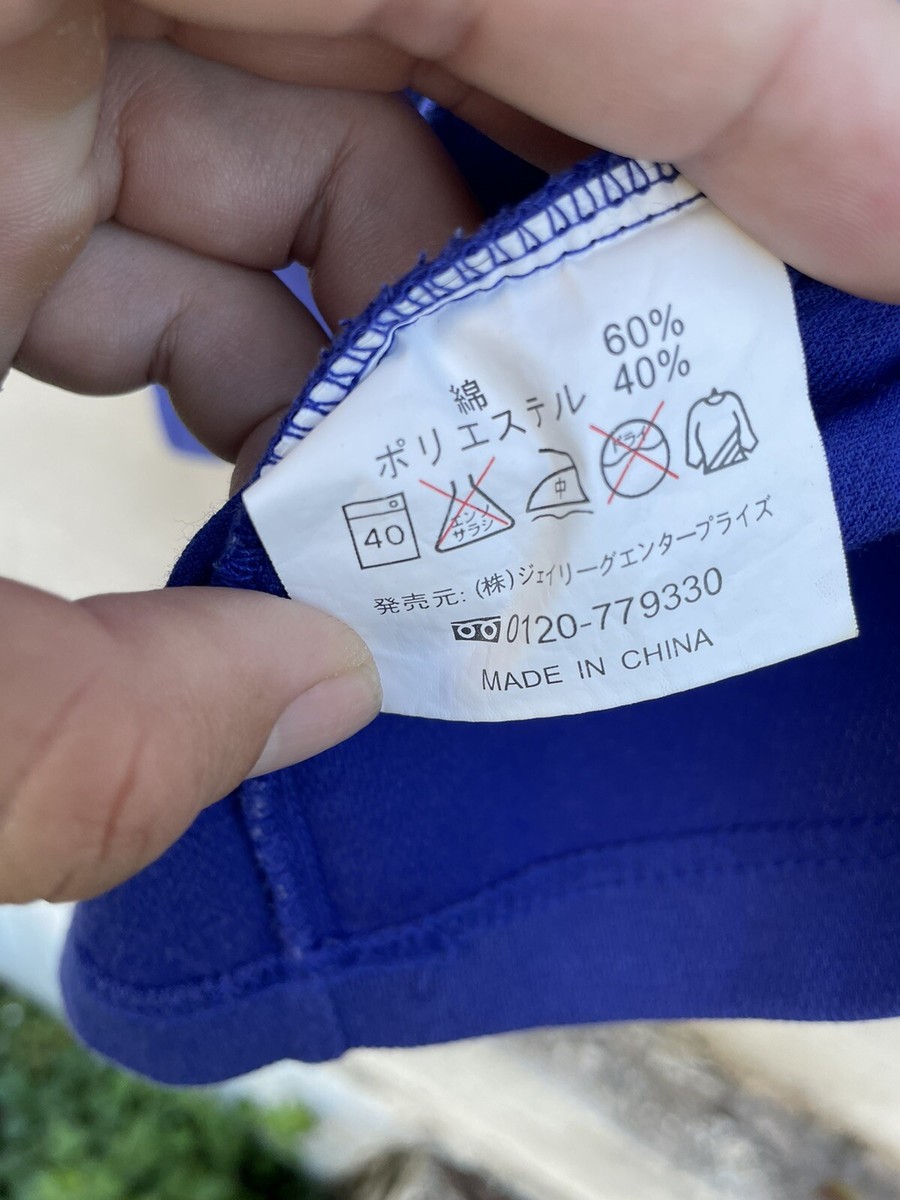 綿 60%
ポリエステル 40%
40 エンソサラシ 中 ドライ
発売元: (株)ジェイリーグエンタープライズ
0120-779330
MADE IN CHINA